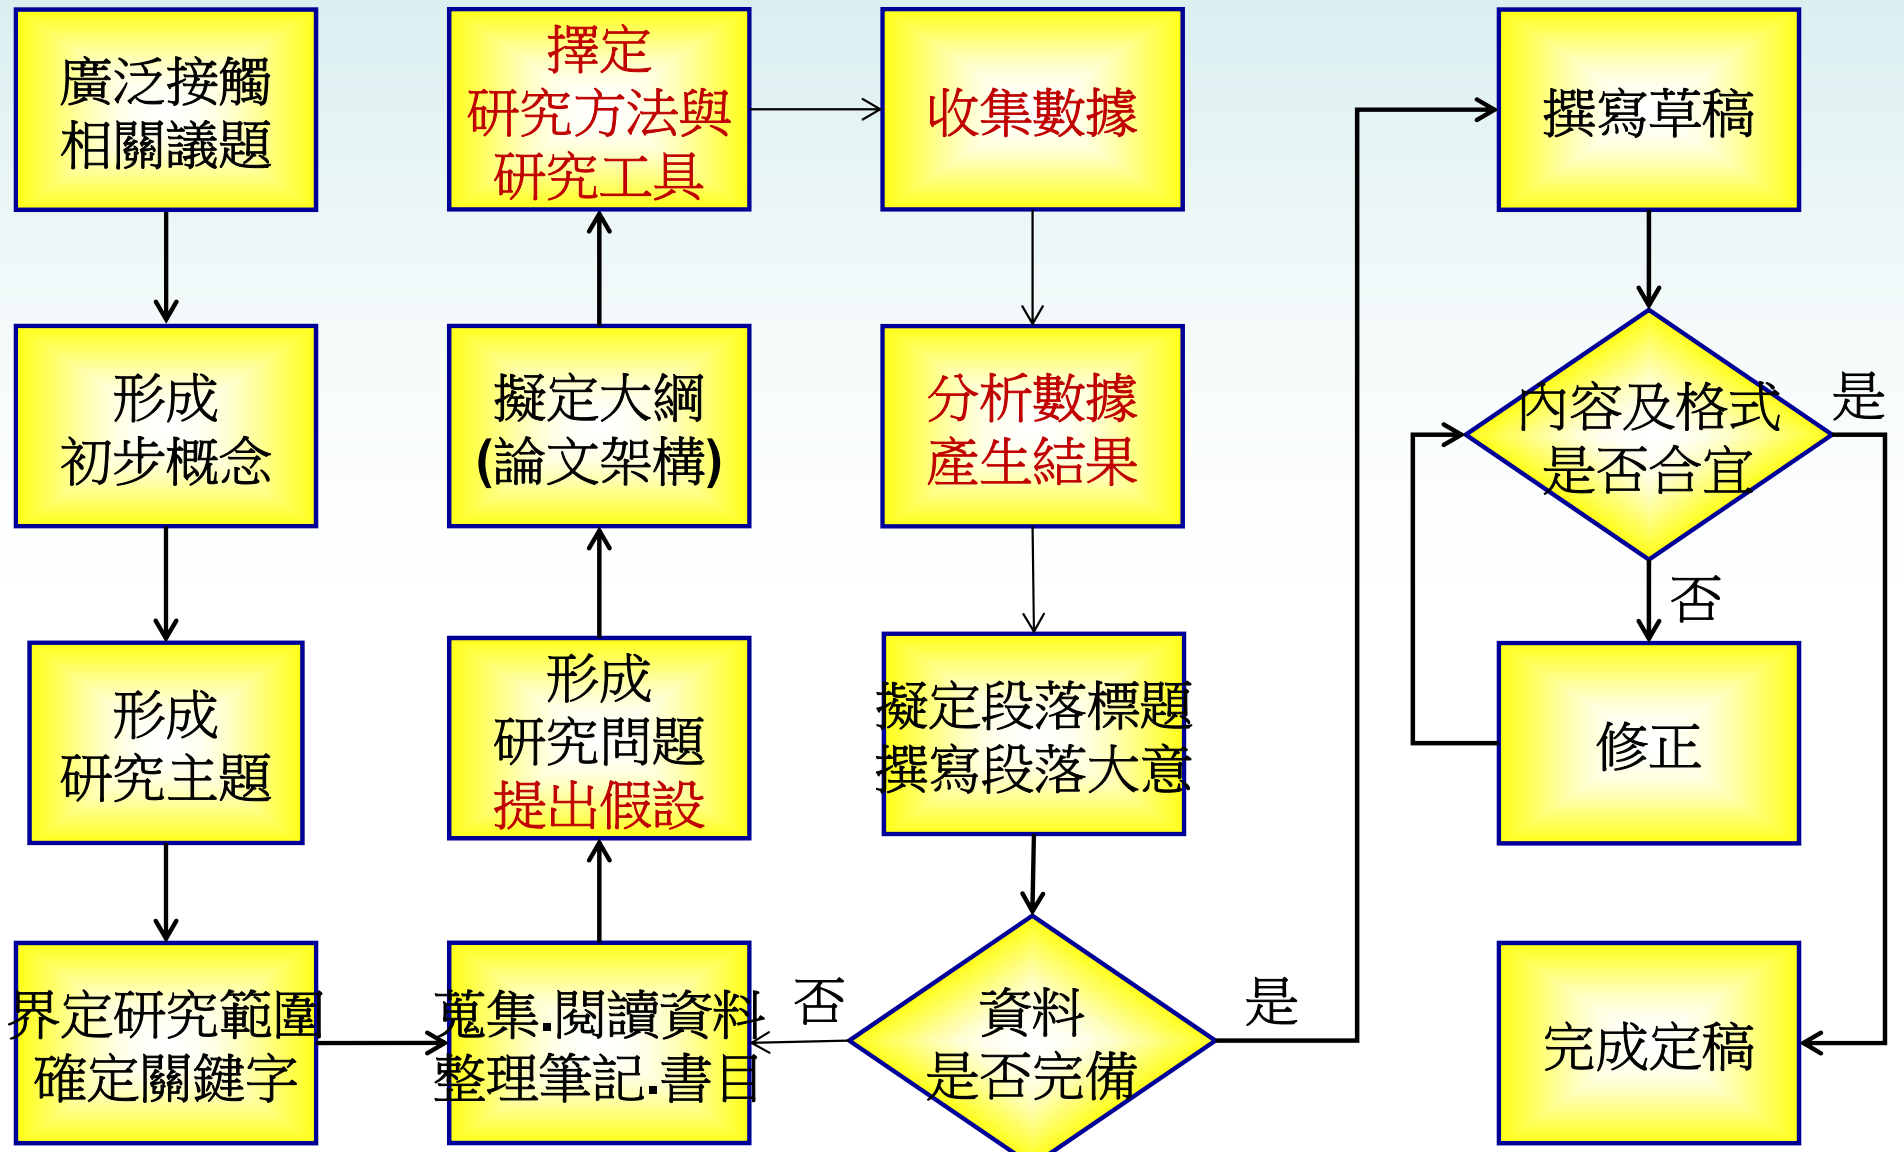 廣泛接觸
相關議題
形成
初步概念
形成
研究主題
界定研究範圍
確定關鍵字
蒐集.閱讀資料
整理筆記.書目
形成
研究問題
提出假設
擬定大綱
(論文架構)
擇定
研究方法與
研究工具
收集數據
分析數據
產生結果
擬定段落標題
撰寫段落大意
資料
是否完備
否
是
撰寫草稿
內容及格式
是否合宜
是
否
修正
完成定稿